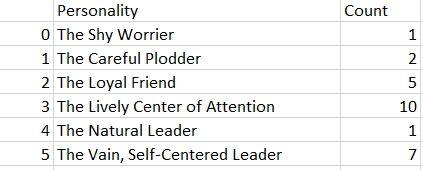 Personality Count
0 The Shy Worrier 1
1 The Careful Plodder 2
2 The Loyal Friend 5
3 The Lively Center of Attention 10
4 The Natural Leader 1
5 The Vain, Self-Centered Leader 7